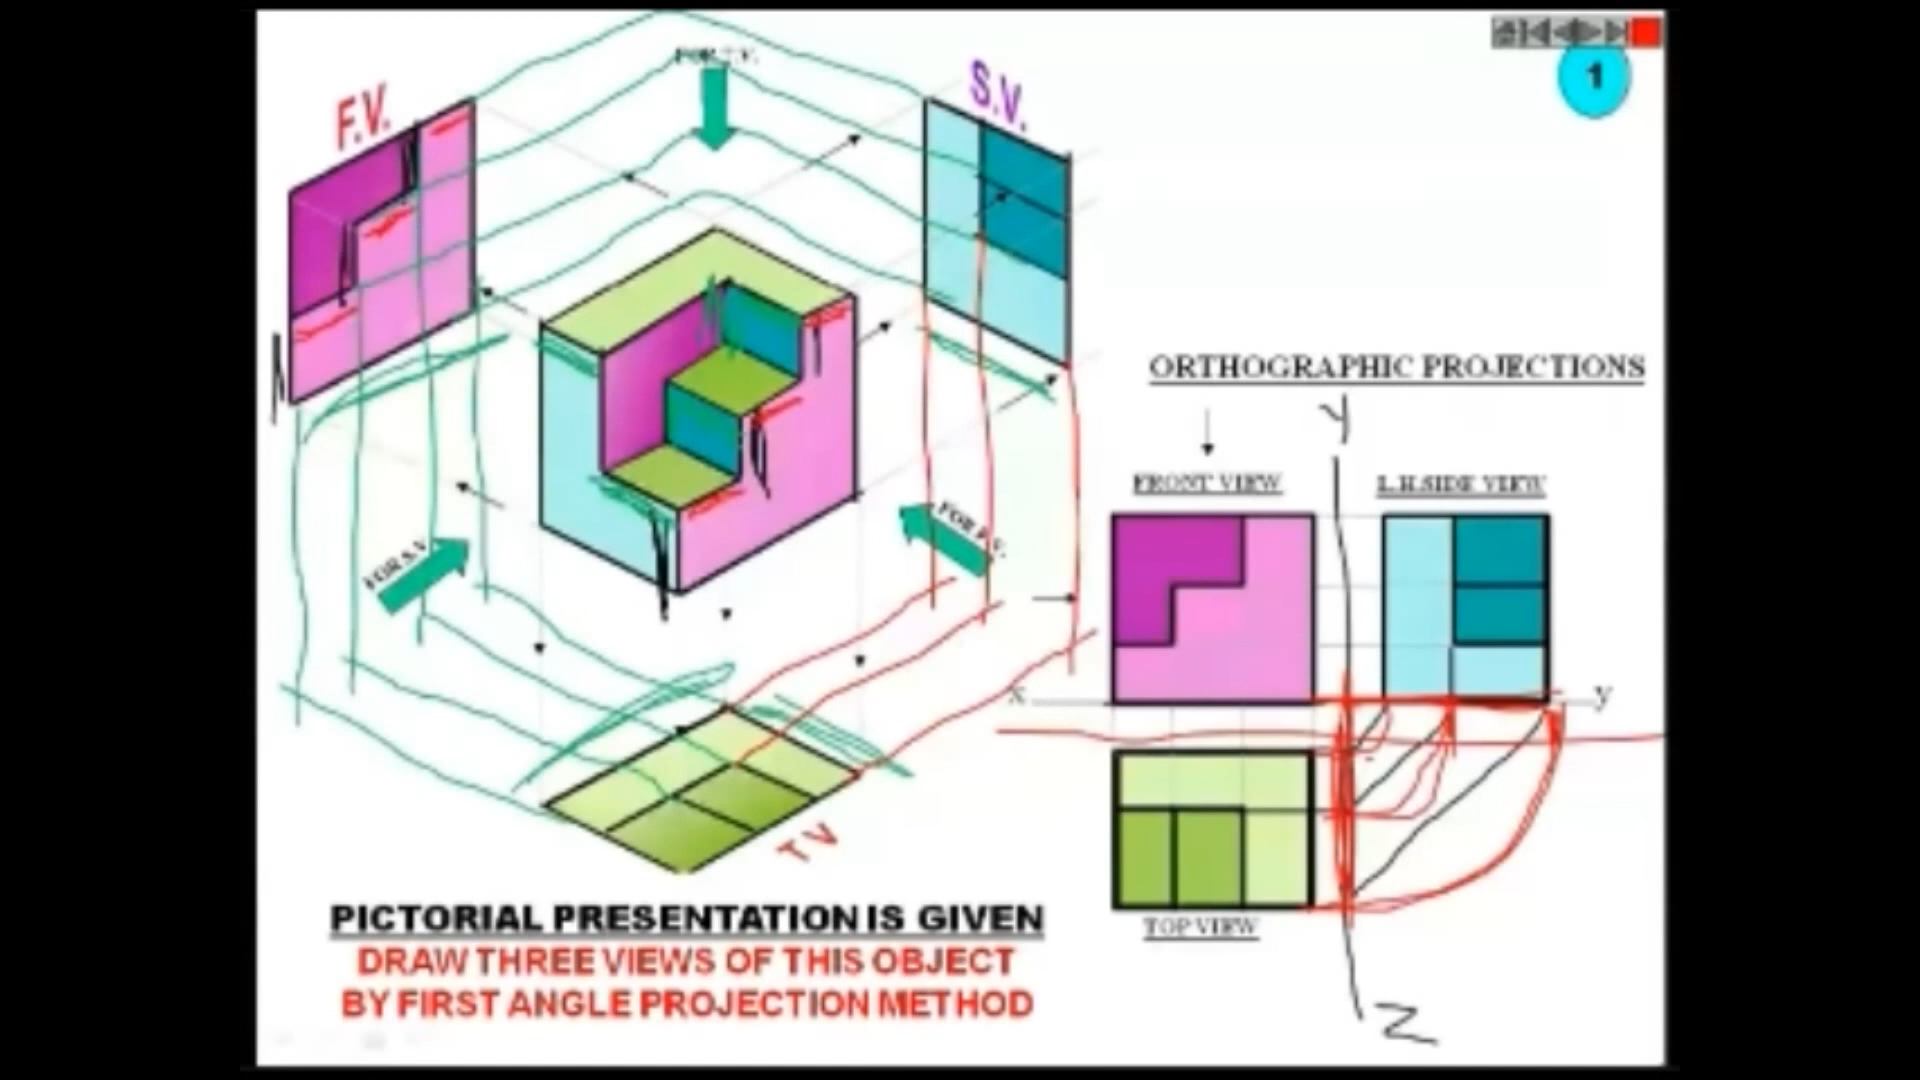 FOR T.V.
F.V.
S.V.
1
ORTHOGRAPHIC PROJECTIONS
Y
FRONT VIEW
L.H.SIDE VIEW
FOR S.V.
FOR F.V.
x
y
TOP VIEW
T V
PICTORIAL PRESENTATION IS GIVEN
DRAW THREE VIEWS OF THIS OBJECT
BY FIRST ANGLE PROJECTION METHOD
Z